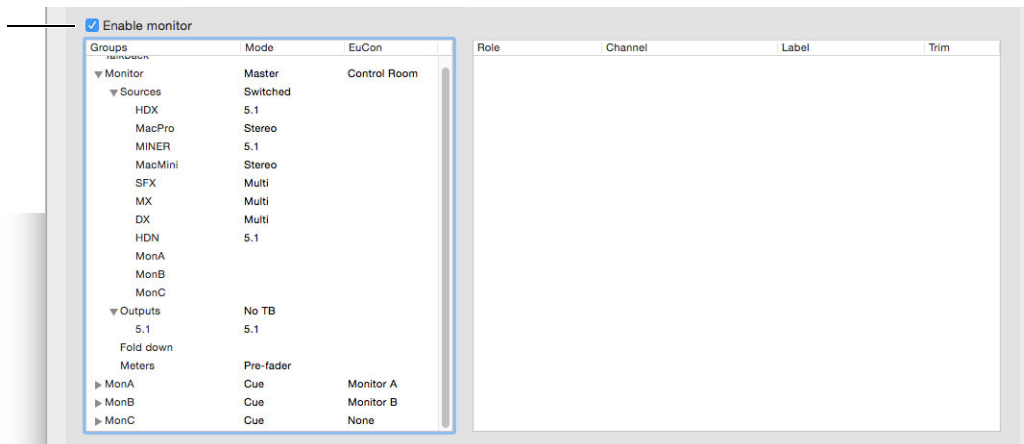 Enable monitor
Groups Mode EuCon
Talkback
Monitor Master Control Room
Sources Switched
HDX 5.1
MacPro Stereo
MINER 5.1
MacMini Stereo
SFX Multi
MX Multi
DX Multi
HDN 5.1
MonA
MonB
MonC
Outputs No TB
5.1 5.1
Fold down
Meters Pre-fader
MonA Cue Monitor A
MonB Cue Monitor B
MonC Cue None
Role Channel Label Trim